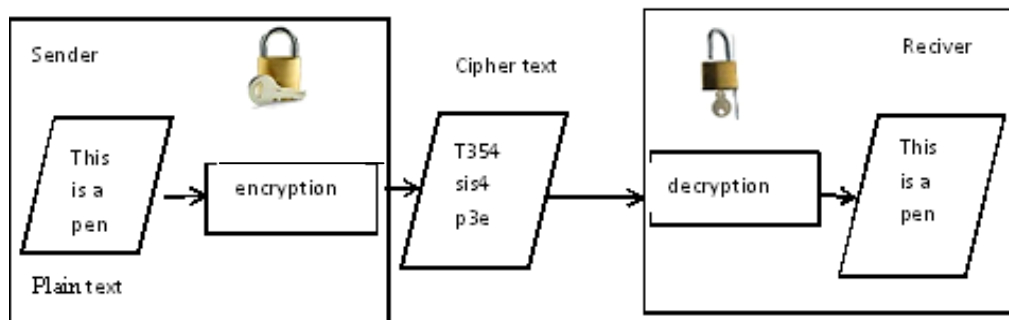 Sender
This
is a
pen
Plain text
encryption
Cipher text
T354
sis4
p3e
Reciver
decryption
This
is a
pen